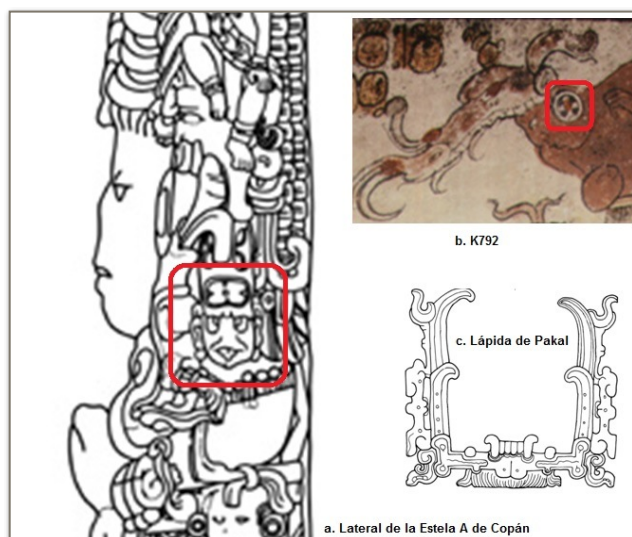 b. K792
c. Lápida de Pakal
a. Lateral de la Estela A de Copán